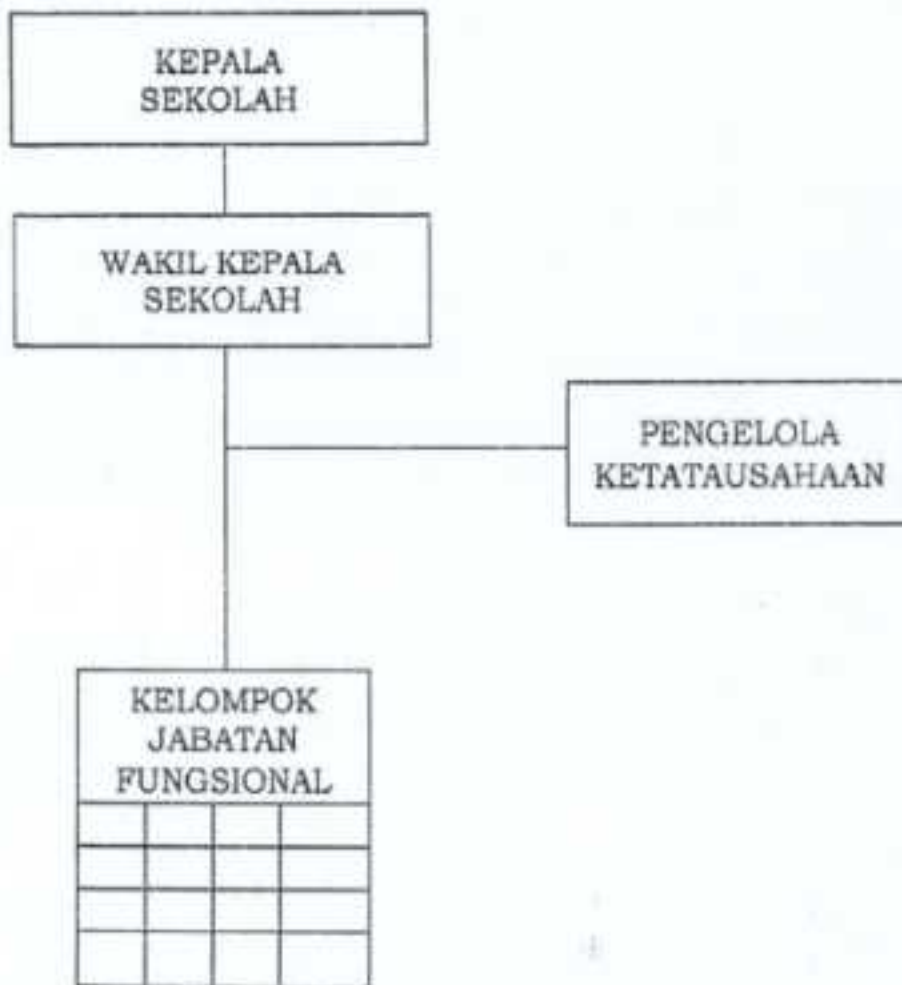 KEPALA
SEKOLAH
WAKIL KEPALA
SEKOLAH
PENGELOLA
KETATAUSAHAAN
KELOMPOK
JABATAN
FUNGSIONAL